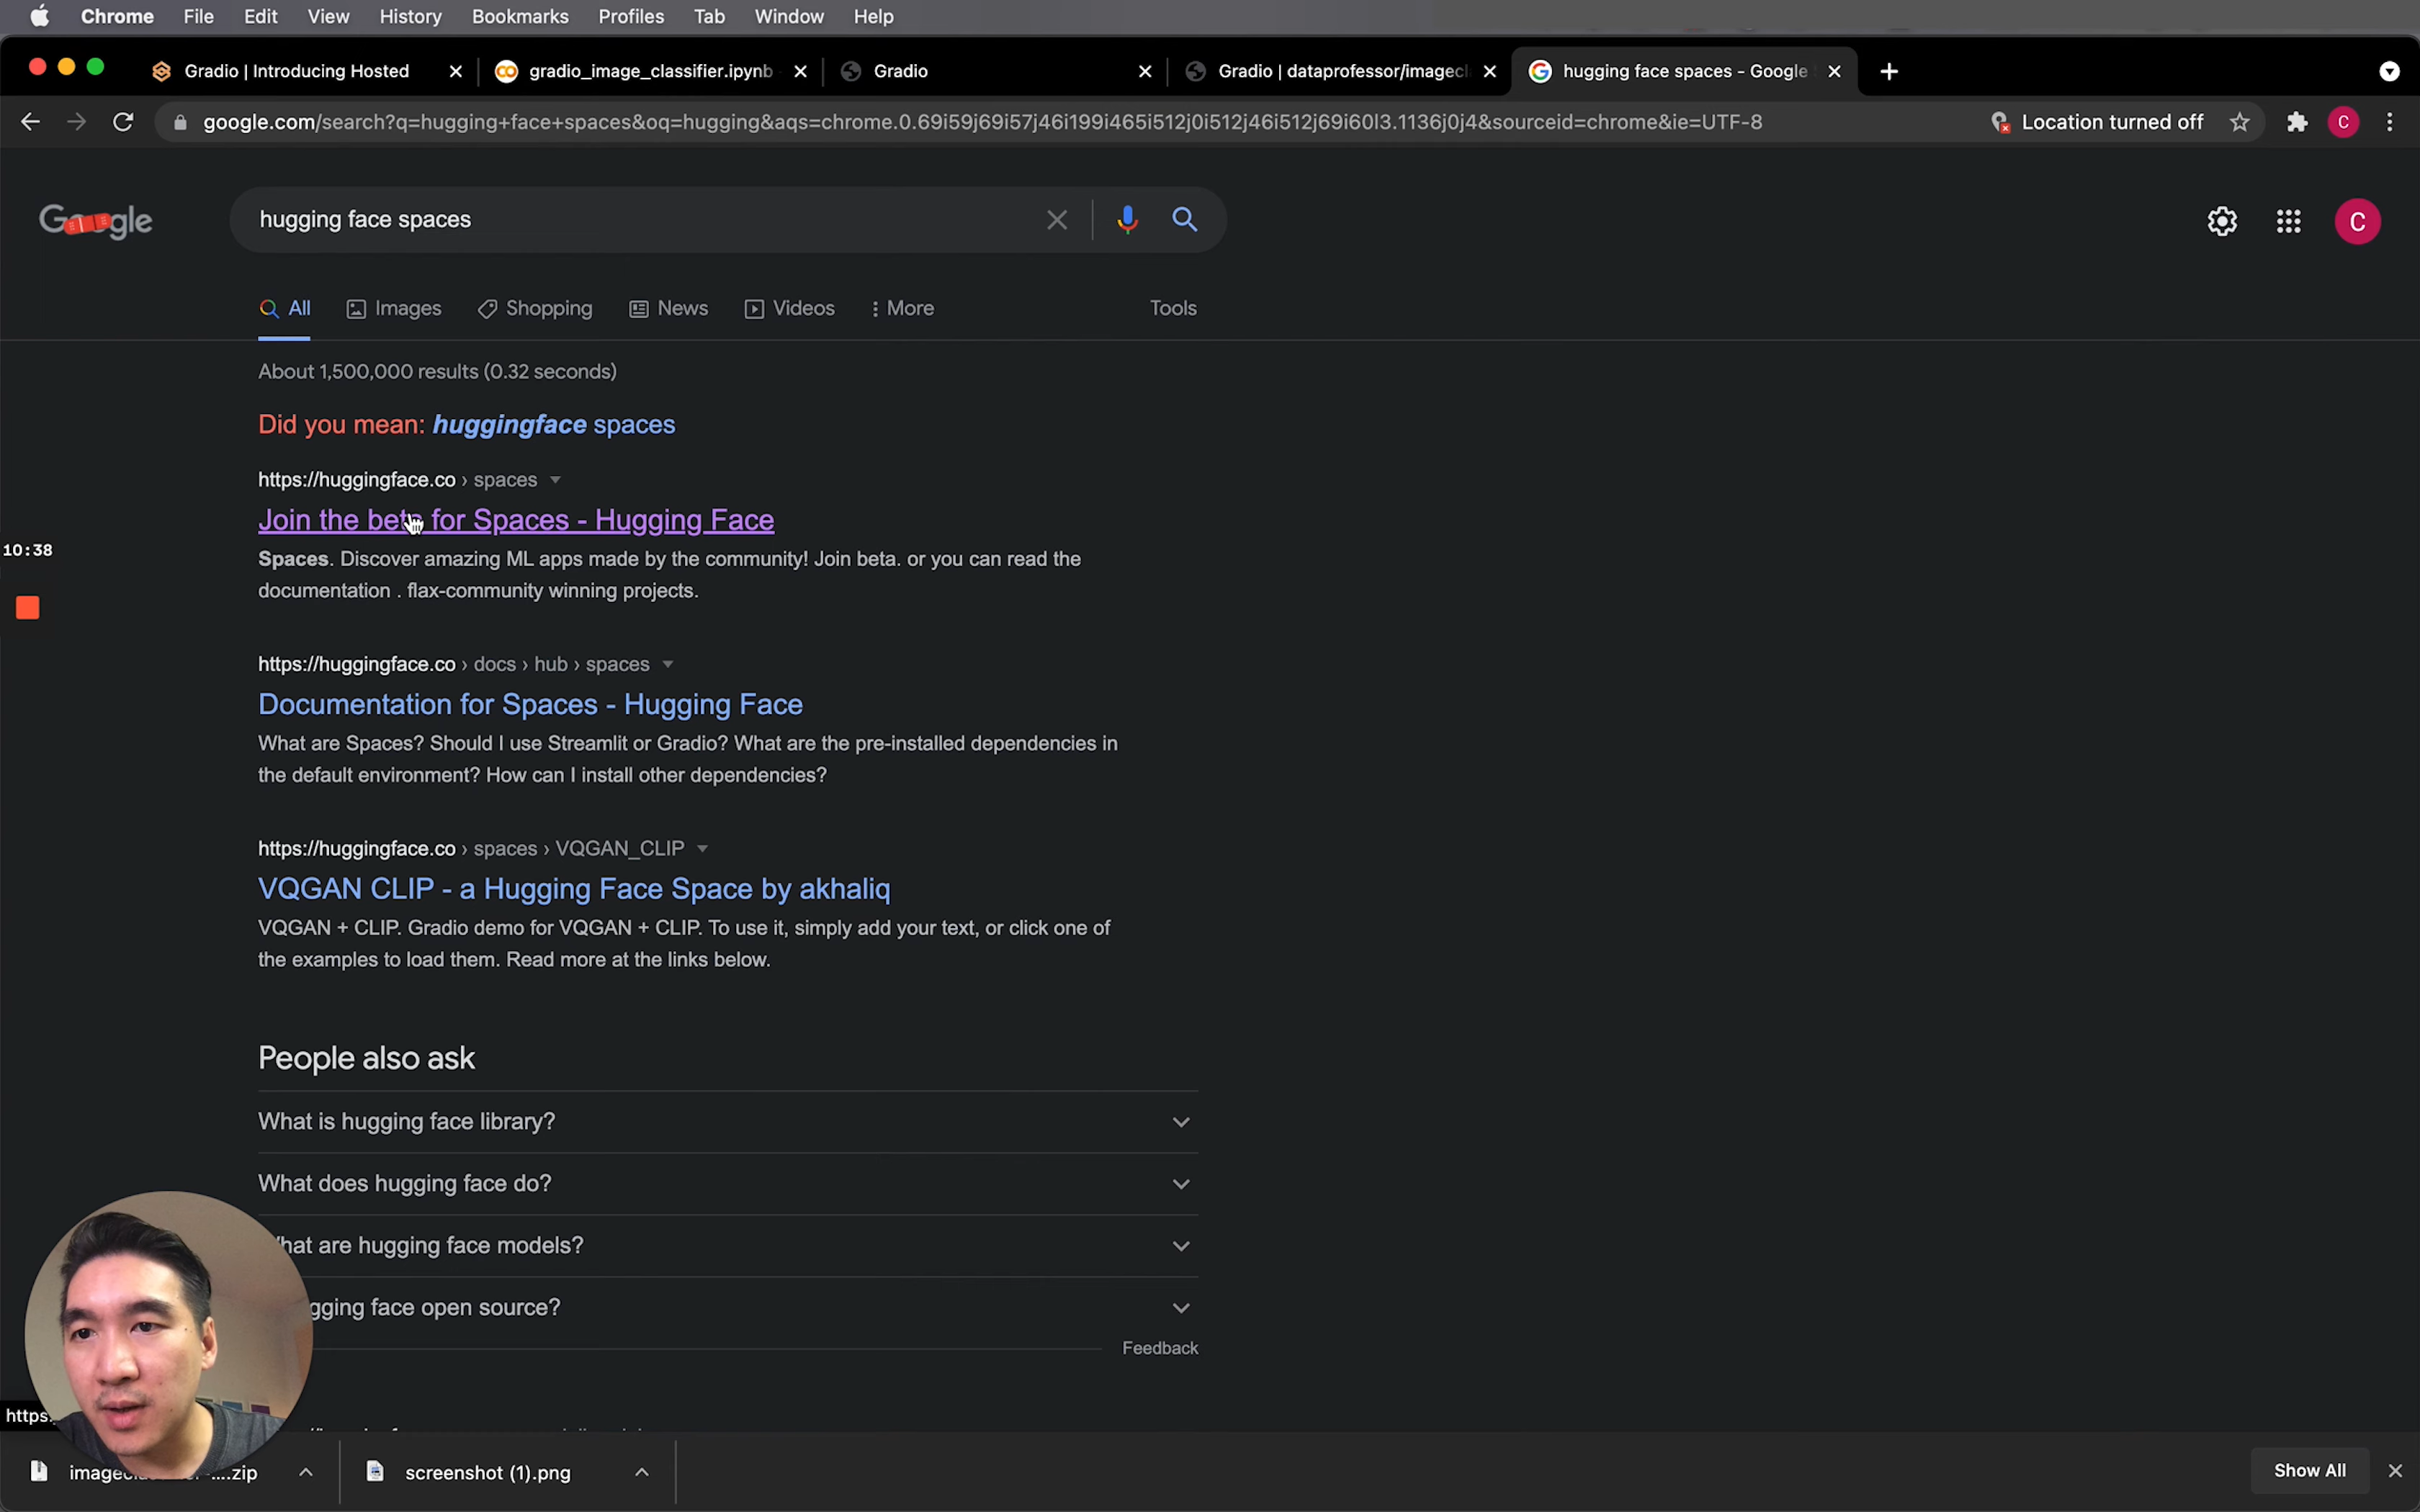 Chrome File Edit View History Bookmarks Profiles Tab Window Help
Gradio | Introducing Hosted gradio_image_classifier.ipynb Gradio Gradio | dataprofessor/imagecl hugging face spaces - Google
google.com/search?q=hugging+face+spaces&oq=hugging&aqs=chrome.0.69i59j69i57j46i199i465i512j0i512j46i512j69i60l3.1136j0j4&sourceid=chrome&ie=UTF-8 Location turned off C
Google hugging face spaces C
All Images Shopping News Videos More Tools
About 1,500,000 results (0.32 seconds)
Did you mean: huggingface spaces
https://huggingface.co › spaces
Join the beta for Spaces - Hugging Face
10:38
Spaces. Discover amazing ML apps made by the community! Join beta. or you can read the
documentation . flax-community winning projects.
https://huggingface.co › docs › hub › spaces
Documentation for Spaces - Hugging Face
What are Spaces? Should I use Streamlit or Gradio? What are the pre-installed dependencies in
the default environment? How can I install other dependencies?
https://huggingface.co › spaces › VQGAN_CLIP
VQGAN CLIP - a Hugging Face Space by akhaliq
VQGAN + CLIP. Gradio demo for VQGAN + CLIP. To use it, simply add your text, or click one of
the examples to load them. Read more at the links below.
People also ask
What is hugging face library?
What does hugging face do?
hat are hugging face models?
gging face open source?
Feedback
https:
.zip screenshot (1).png Show All